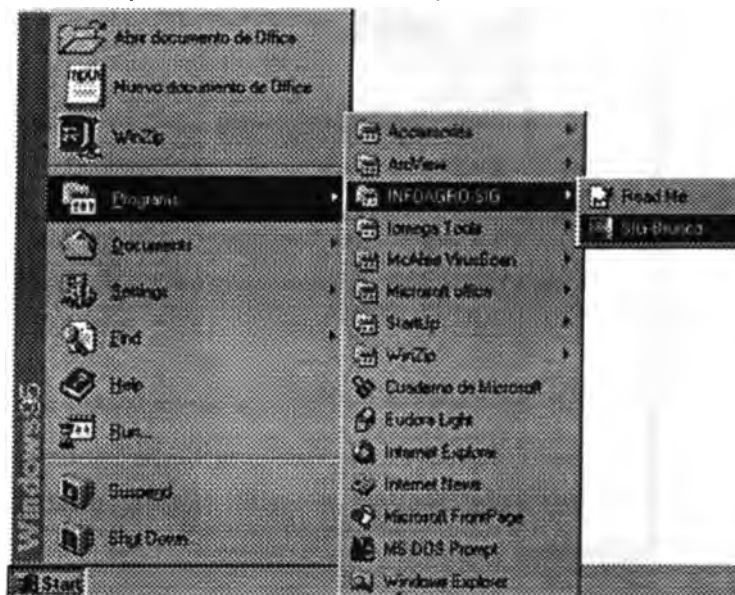 Abrir documento de Office
Nuevo documento de Office
WinZip
Programs
Documents
Settings
Find
Help
Run...
Suspend
Shut Down
Windows95
Start
Accessories
ArcView
INFOAGRO-SIG
Iomega Tools
McAfee VirusScan
Microsoft office
StartUp
WinZip
Cuaderno de Microsoft
Eudora Light
Internet Explorer
Internet News
Microsoft FrontPage
MS-DOS Prompt
Windows Explorer
Read Me
SIG-Brunca